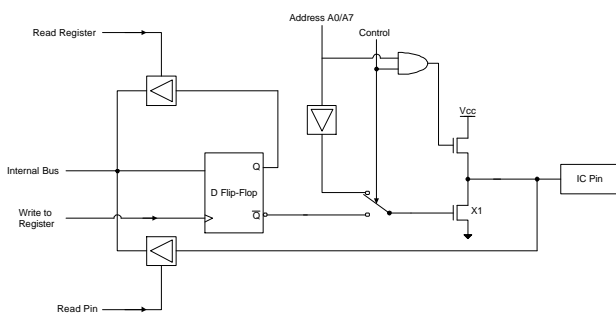 Address A0/A7
Read Register
Control
Vcc
Internal Bus
Q
D Flip-Flop
IC Pin
Write to
Register
Q
X1
Read Pin